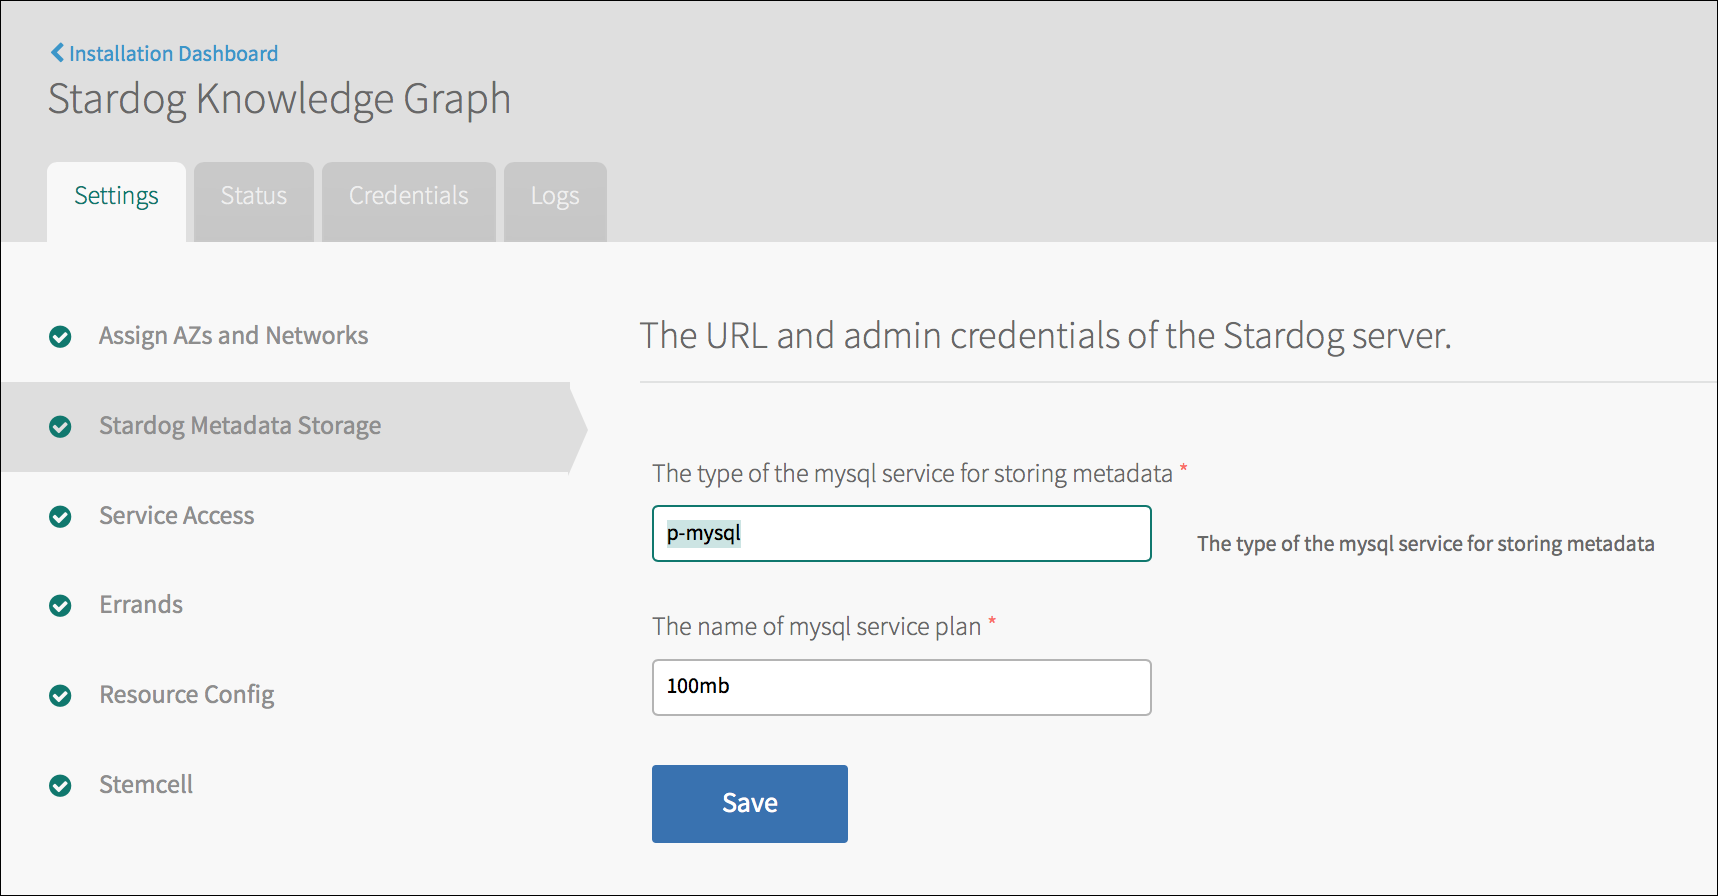 Installation Dashboard
Stardog Knowledge Graph
Settings
Status
Credentials
Logs
Assign AZs and Networks
Stardog Metadata Storage
Service Access
Errands
Resource Config
Stemcell
The URL and admin credentials of the Stardog server.
The type of the mysql service for storing metadata *
p-mysql
The type of the mysql service for storing metadata
The name of mysql service plan *
100mb
Save